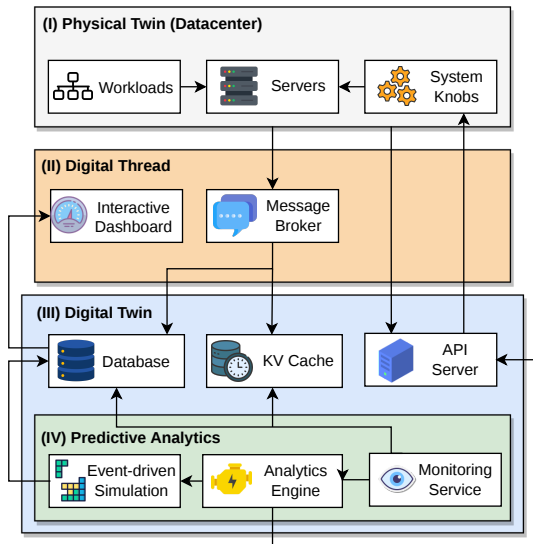 (I) Physical Twin (Datacenter)
Workloads
Servers
System
Knobs
(II) Digital Thread
Interactive
Dashboard
Message
Broker
(III) Digital Twin
Database
KV Cache
API
Server
(IV) Predictive Analytics
Event-driven
Simulation
Analytics
Engine
Monitoring
Service